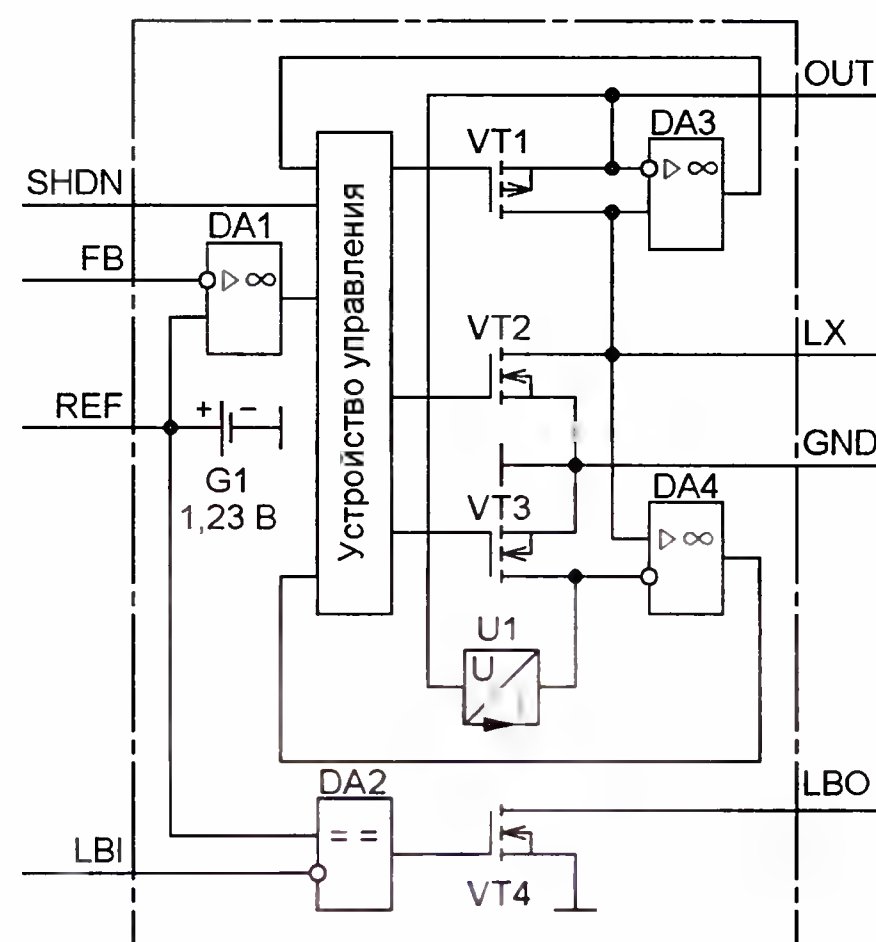 OUT
DA3
VT1
▷ ∞
SHDN
DA1
FB
▷ ∞
VT2
LX
Устройство управления
REF
+ −
G1
1,23 В
GND
VT3
DA4
▷ ∞
U1
U
DA2
LBO
= =
LBI
VT4